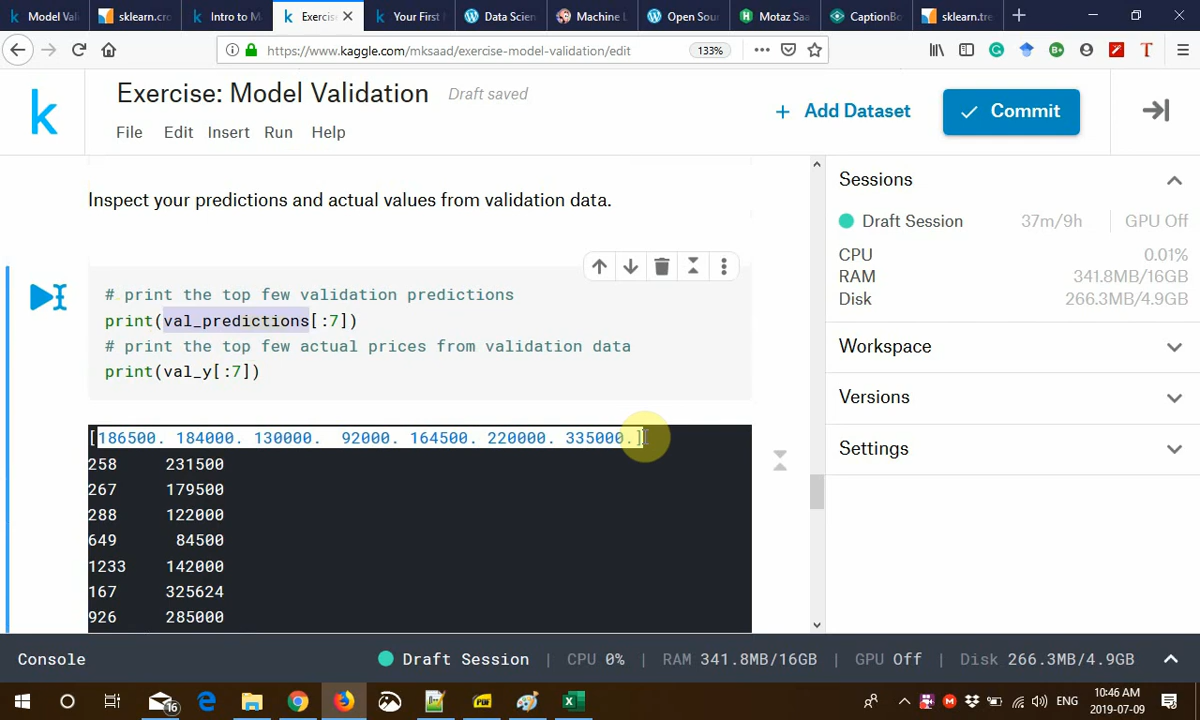 Model Vali
sklearn.cro
Intro to Ma
Exercise:
Your First
Data Scien
Machine L
Open Sour
Motaz Saa
CaptionBo
sklearn.tre
https://www.kaggle.com/mksaad/exercise-model-validation/edit
133%
k
Exercise: Model Validation
Draft saved
File Edit Insert Run Help
+ Add Dataset
Commit
Inspect your predictions and actual values from validation data.
# print the top few validation predictions
print(val_predictions[:7])
# print the top few actual prices from validation data
print(val_y[:7])
[186500. 184000. 130000.  92000. 164500. 220000. 335000.]
258 231500
267 179500
288 122000
649 84500
1233 142000
167 325624
926 285000
Sessions
Draft Session 37m/9h GPU Off
CPU 0.01%
RAM 341.8MB/16GB
Disk 266.3MB/4.9GB
Workspace
Versions
Settings
Console
Draft Session | CPU 0% | RAM 341.8MB/16GB | GPU Off | Disk 266.3MB/4.9GB
16
ENG
10:46 AM
2019-07-09